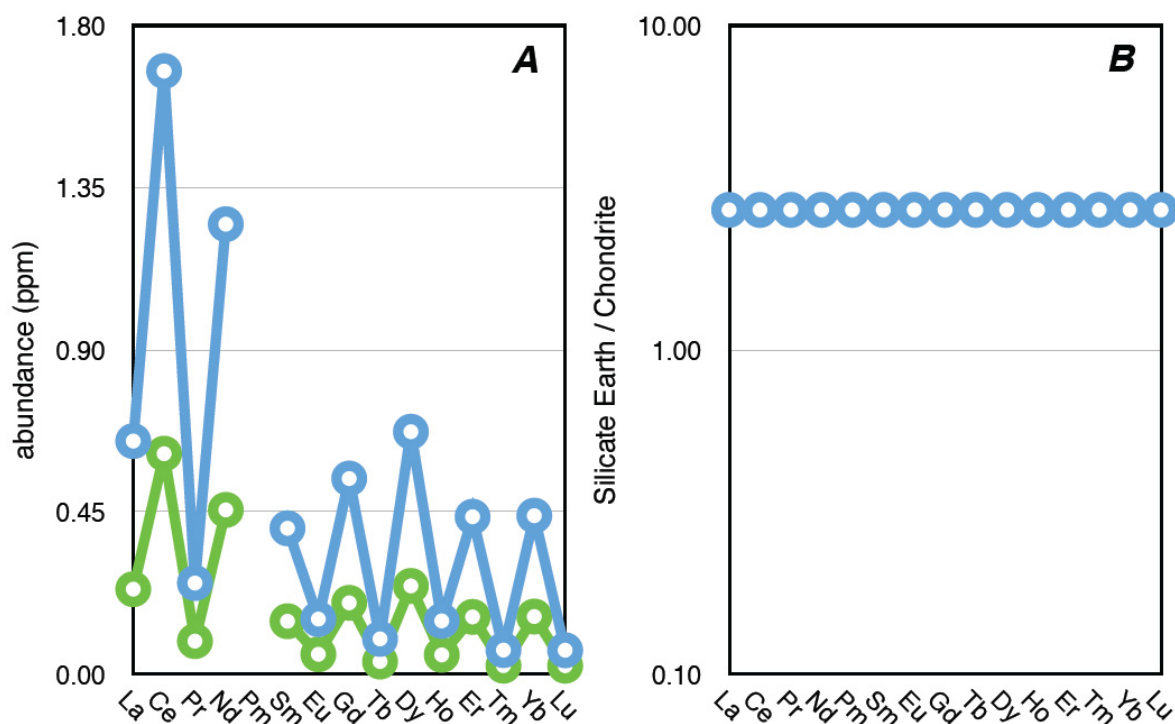 A
abundance (ppm)
1.80
1.35
0.90
0.45
0.00
La Ce Pr Nd Pm Sm Eu Gd Tb Dy Ho Er Tm Yb Lu
B
Silicate Earth / Chondrite
10.00
1.00
0.10
La Ce Pr Nd Pm Sm Eu Gd Tb Dy Ho Er Tm Yb Lu